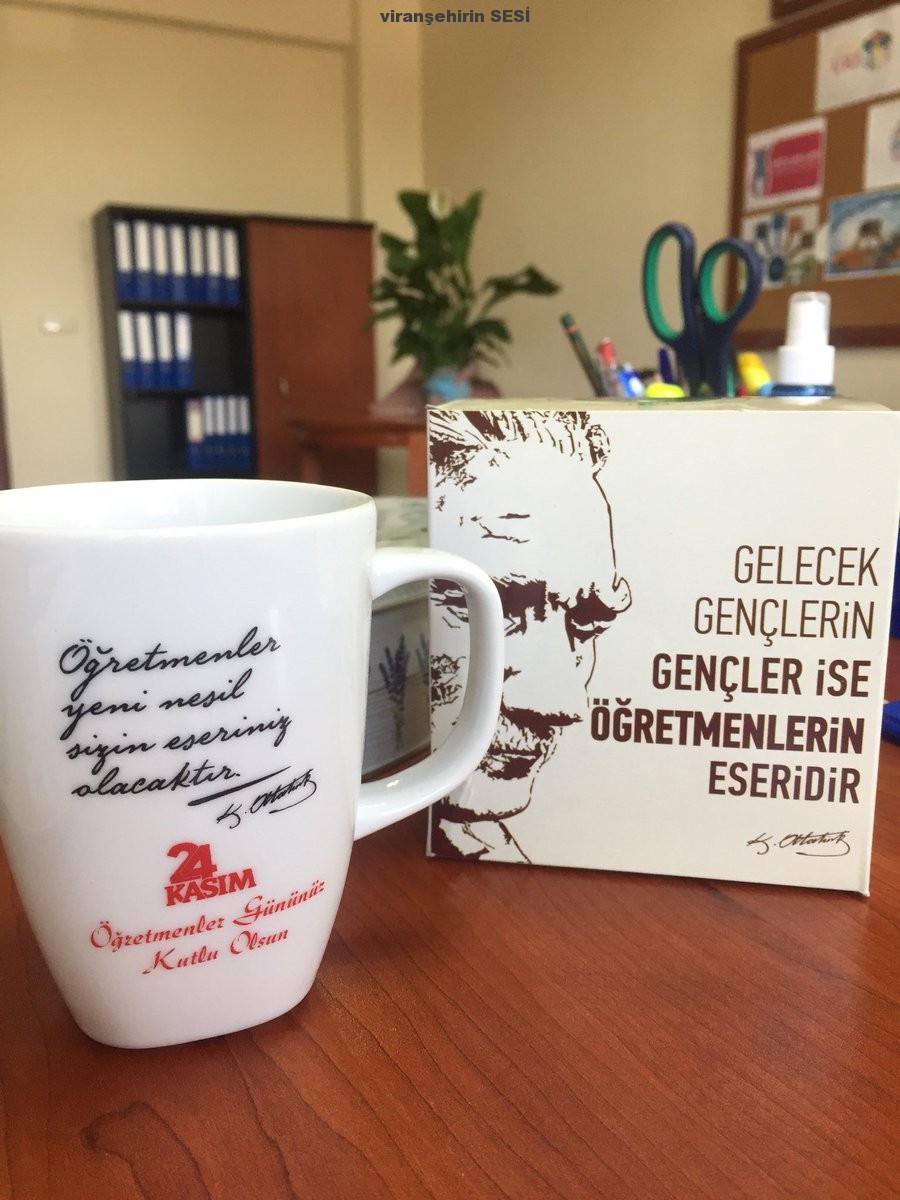 viranşehirin SESİ
Öğretmenler
yeni nesil
sizin eseriniz
olacaktır.
K. Atatürk
24
KASIM
Öğretmenler Gününüz
Kutlu Olsun
GELECEK
GENÇLERİN
GENÇLER İSE
ÖĞRETMENLERİN
ESERİDİR
K. Atatürk